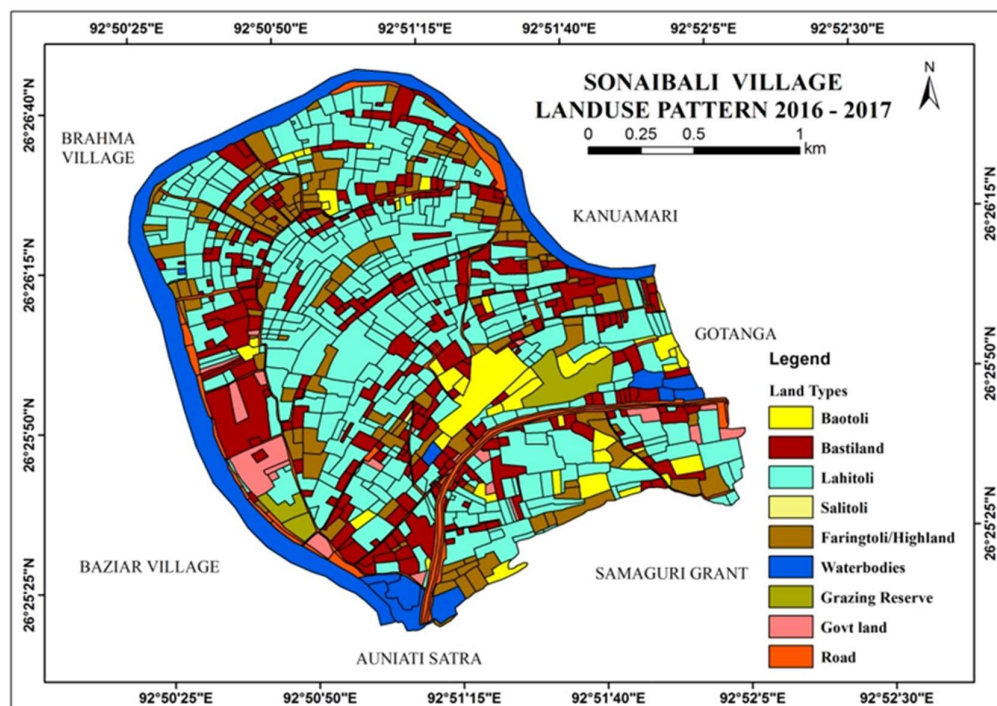 92°50'25"E 92°50'50"E 92°51'15"E 92°51'40"E 92°52'5"E 92°52'30"E
SONAIBALI VILLAGE
LANDUSE PATTERN 2016 - 2017
N
0 0.25 0.5 1
km
26°26'40"N
26°26'15"N
25°25'50"N
26°25'25"N
BRAHMA
VILLAGE
KANUAMARI
GOTANGA
BAZIAR VILLAGE
SAMAGURI GRANT
AUNIATI SATRA
26°26'15"N
26°25'50"N
26°25'25"N
Legend
Land Types
Baotoli
Bastiland
Lahitoli
Salitoli
Faringtoli/Highland
Waterbodies
Grazing Reserve
Govt land
Road
92°50'25"E 92°50'50"E 92°51'15"E 92°51'40"E 92°52'5"E 92°52'30"E